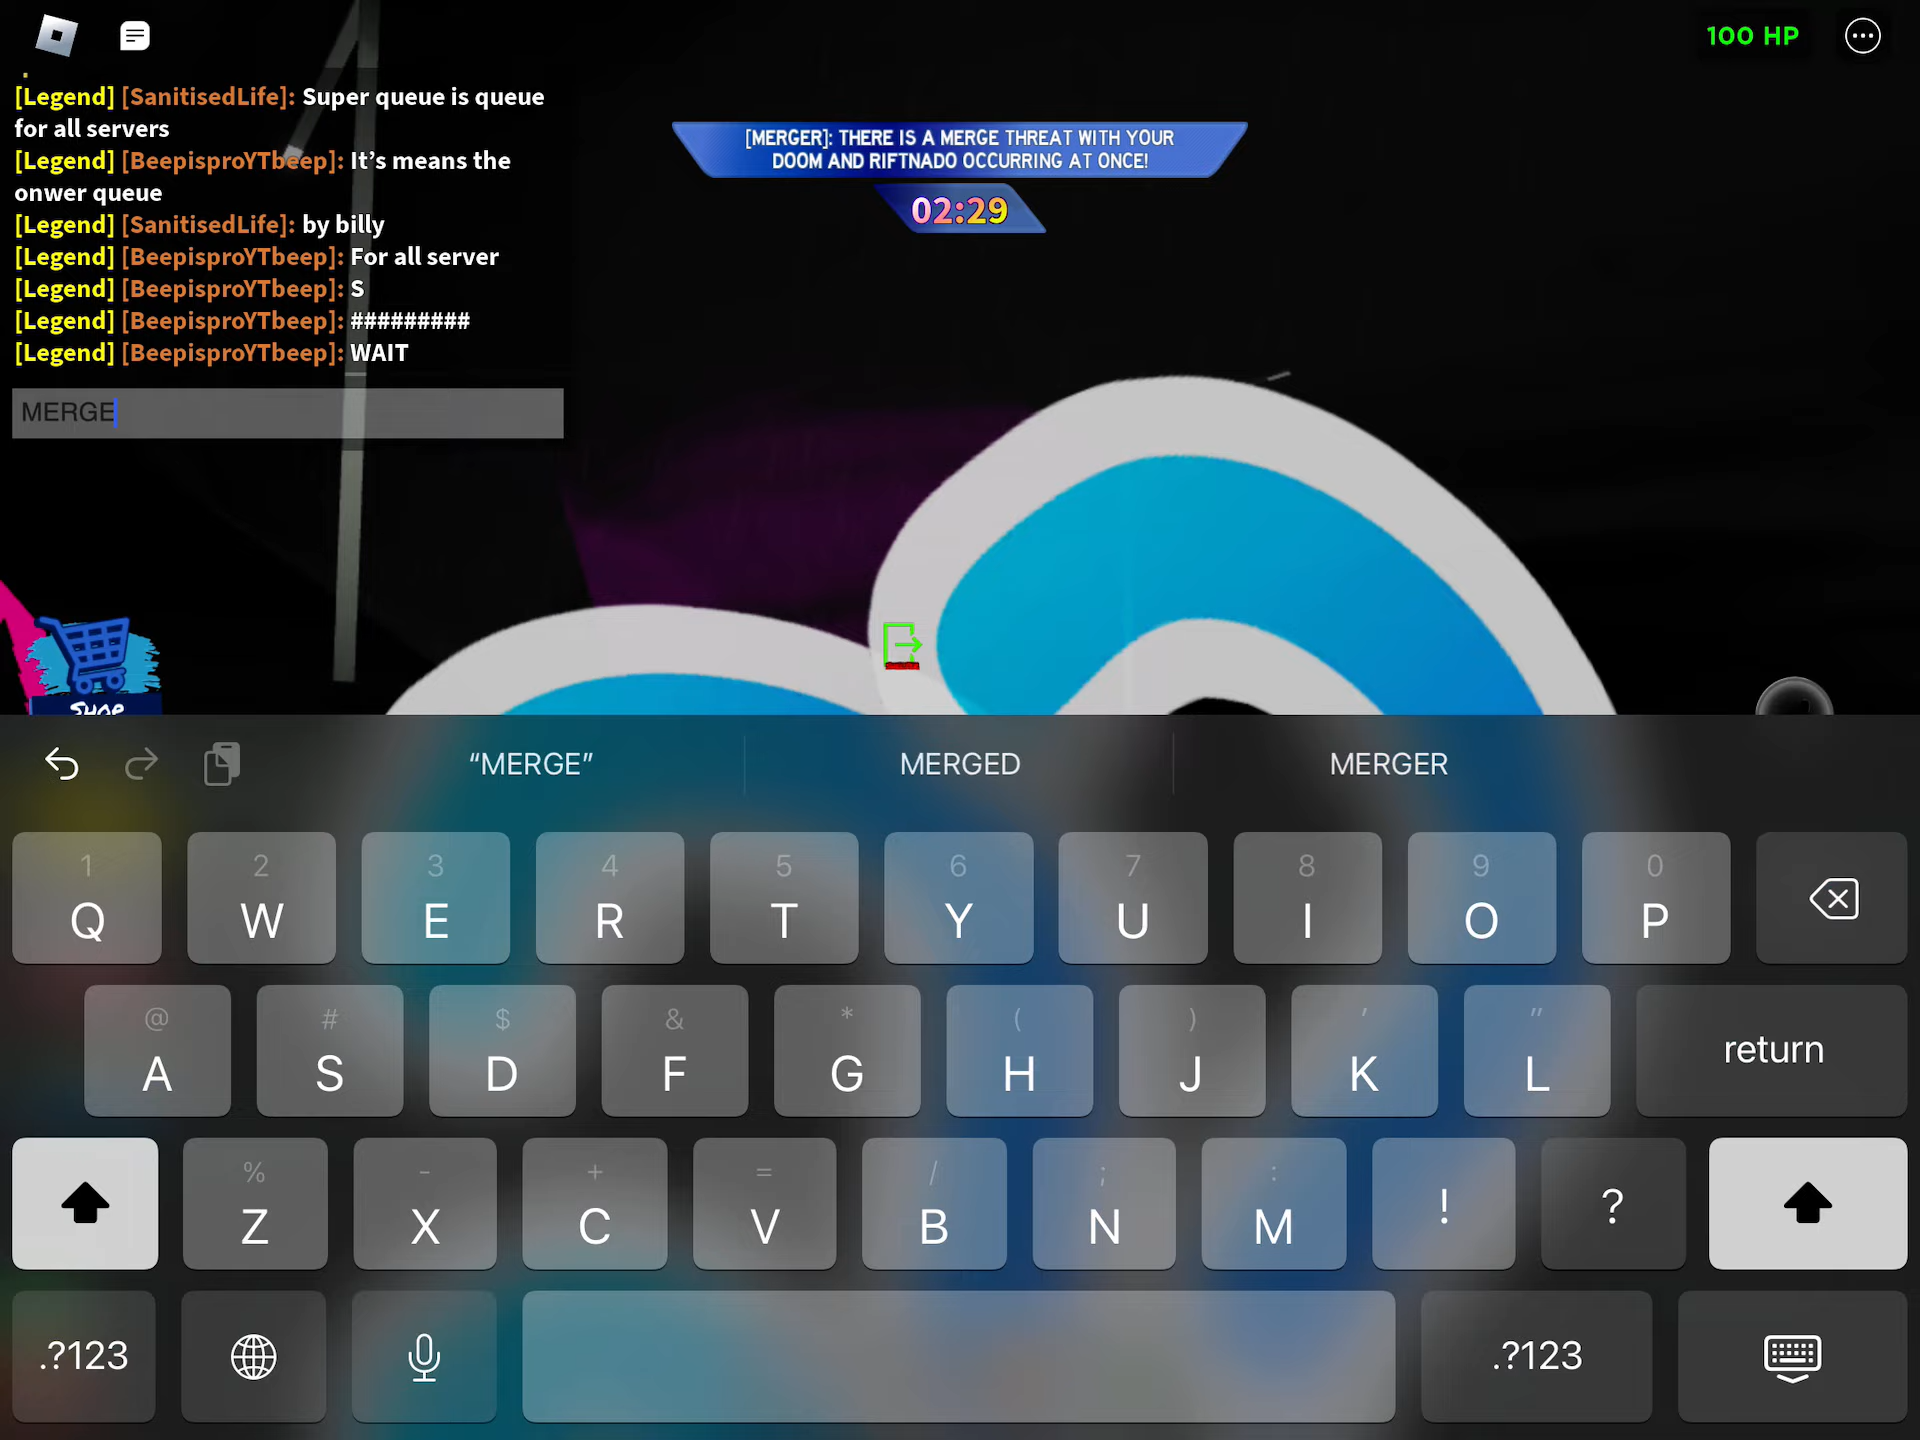 100 HP
[Legend] [SanitisedLife]: Super queue is queue
for all servers
[Legend] [BeepisproYTbeep]: It’s means the
onwer queue
[Legend] [SanitisedLife]: by billy
[Legend] [BeepisproYTbeep]: For all server
[Legend] [BeepisproYTbeep]: S
[Legend] [BeepisproYTbeep]: #########
[Legend] [BeepisproYTbeep]: WAIT
MERGE
[MERGER]: THERE IS A MERGE THREAT WITH YOUR
DOOM AND RIFTNADO OCCURRING AT ONCE!
02:29
SHOP
“MERGE” MERGED MERGER
1 2 3 4 5 6 7 8 9 0
Q W E R T Y U I O P
@ # $ & * ( ) ' "
A S D F G H J K L return
% - + = / ; :
Z X C V B N M ! ?
.?123 .?123